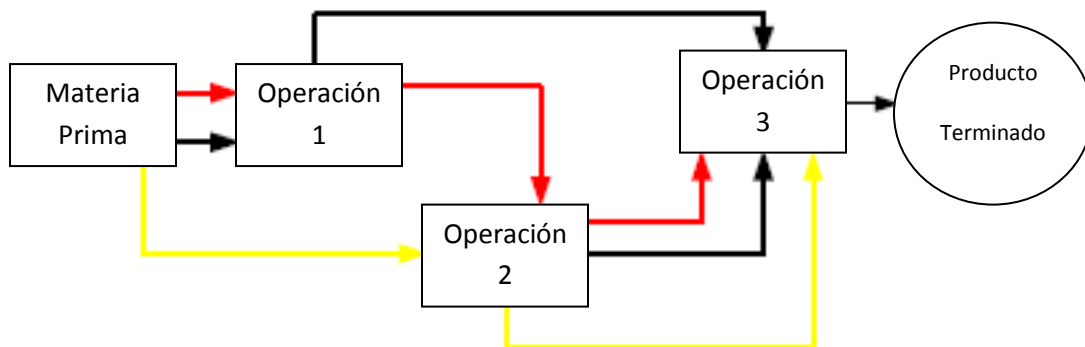 Materia
Prima
Operación
1
Operación
2
Operación
3
Producto
Terminado